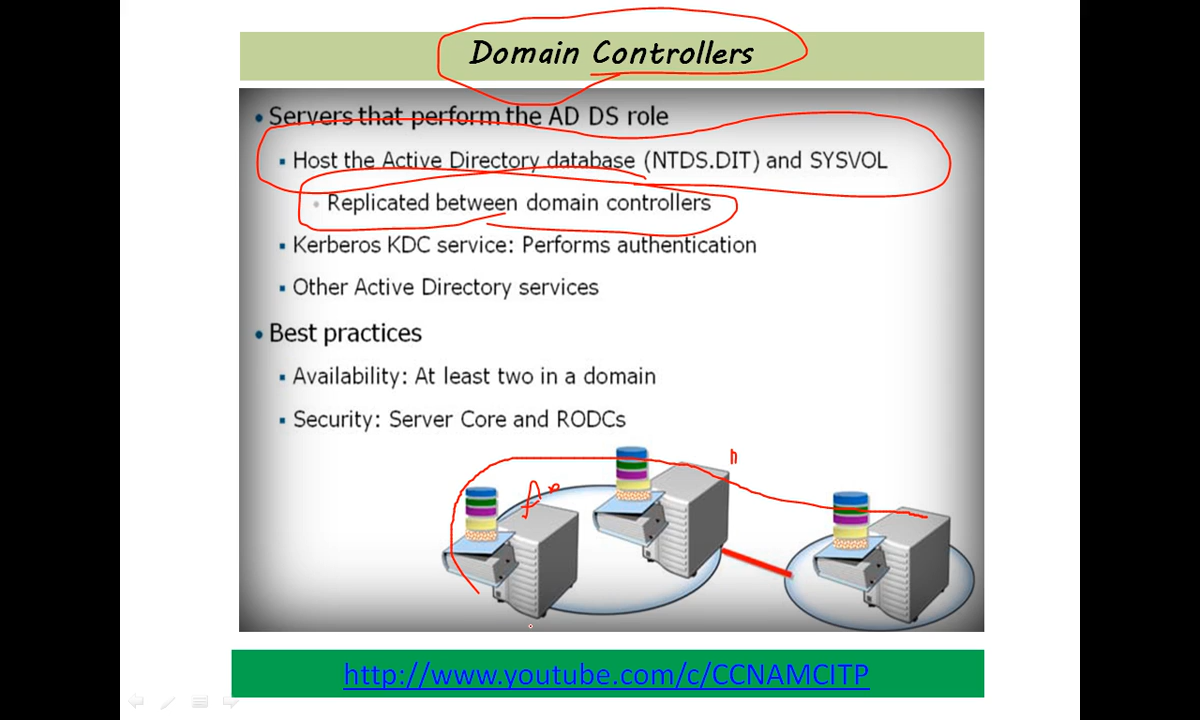 Domain Controllers
Servers that perform the AD DS role
Host the Active Directory database (NTDS.DIT) and SYSVOL
Replicated between domain controllers
Kerberos KDC service: Performs authentication
Other Active Directory services
Best practices
Availability: At least two in a domain
Security: Server Core and RODCs
http://www.youtube.com/c/CCNAMCITP